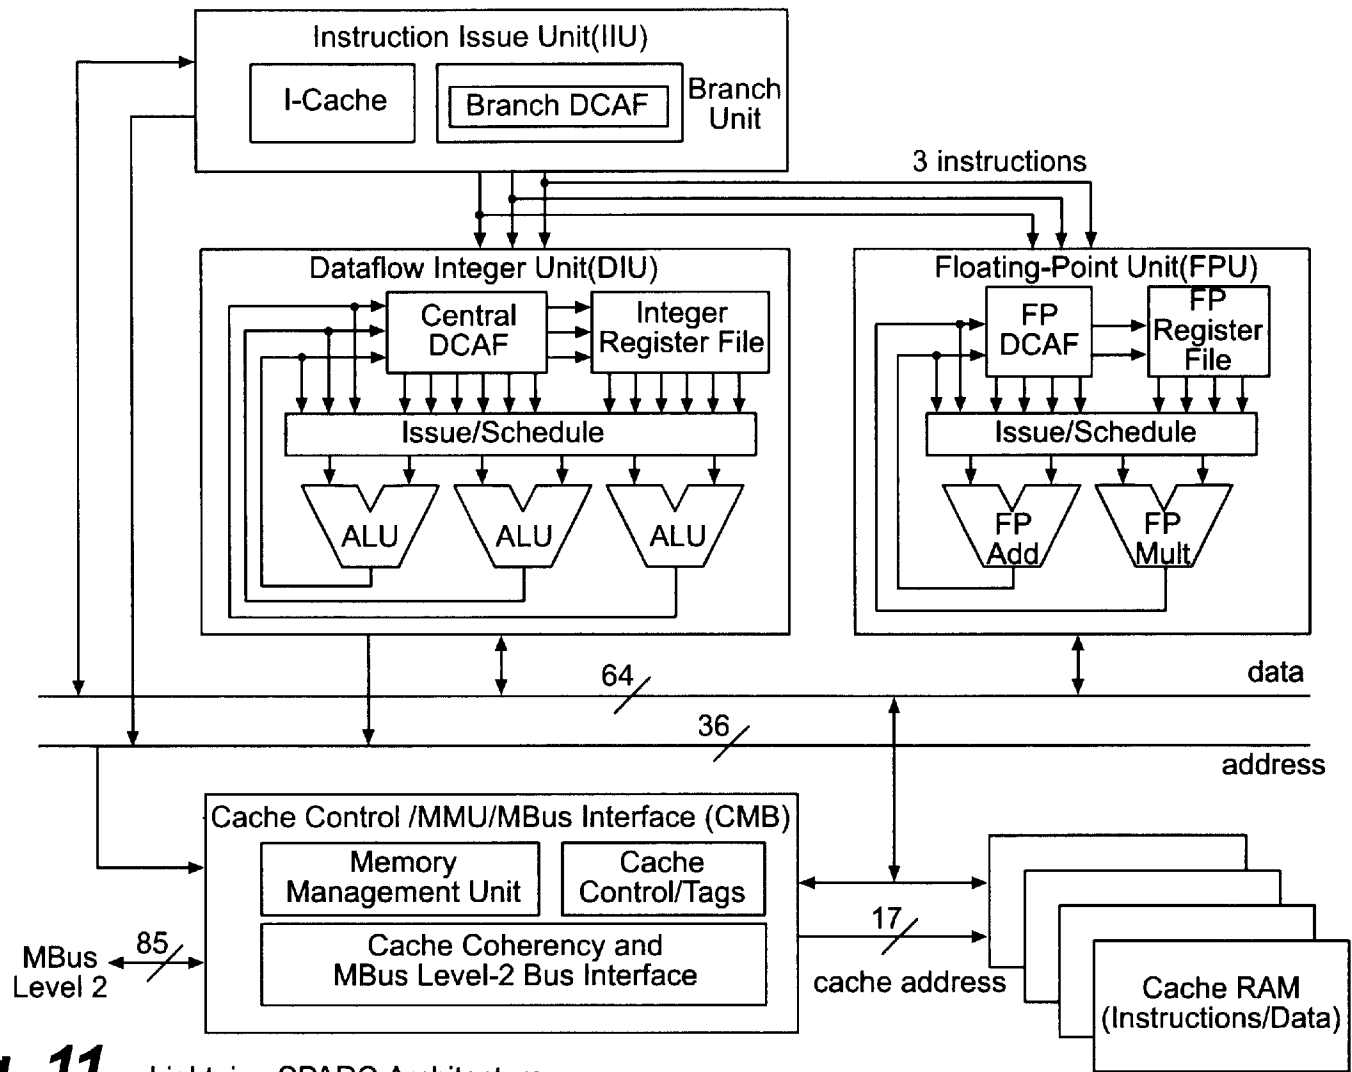 Instruction Issue Unit(IIU)
I-Cache
Branch DCAF
Branch
Unit
3 instructions
Dataflow Integer Unit(DIU)
Central
DCAF
Integer
Register File
Issue/Schedule
ALU
ALU
ALU
Floating-Point Unit(FPU)
FP
DCAF
FP
Register
File
Issue/Schedule
FP
Add
FP
Mult
64
data
36
address
Cache Control /MMU/MBus Interface (CMB)
Memory
Management Unit
Cache
Control/Tags
Cache Coherency and
MBus Level-2 Bus Interface
85
MBus
Level 2
17
cache address
Cache RAM
(Instructions/Data)
11